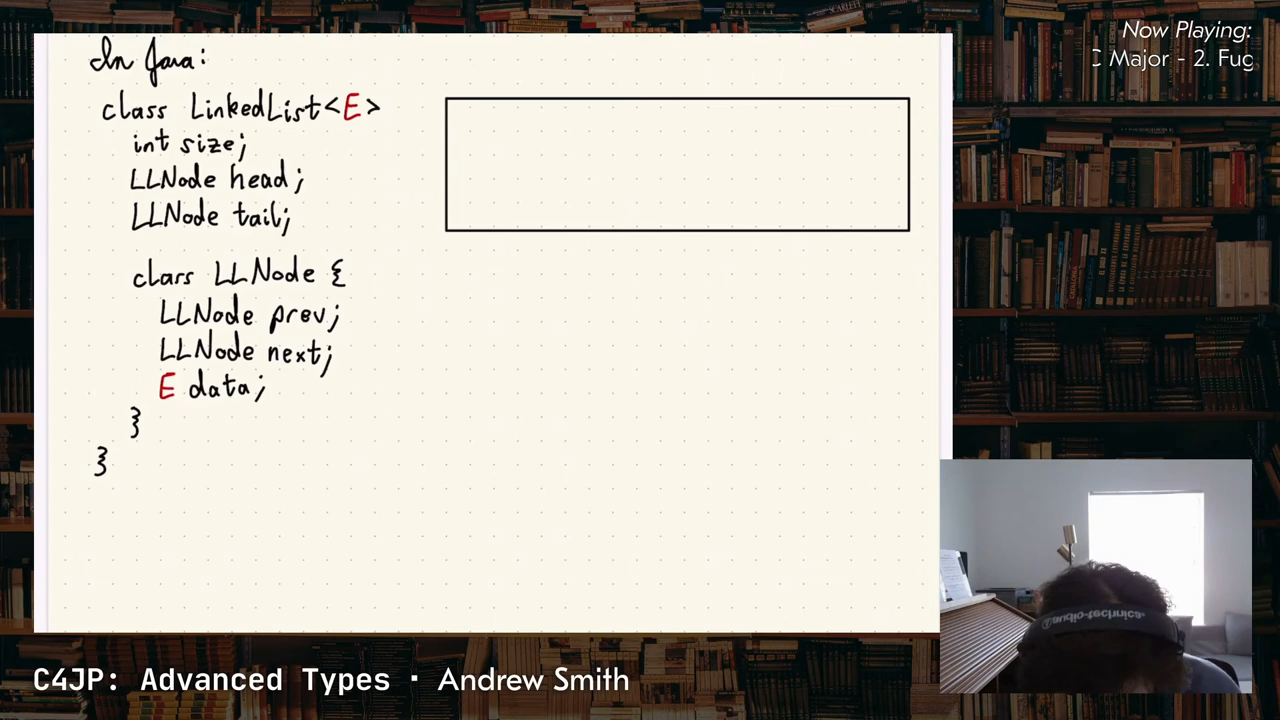 In Java:
class LinkedList<E>
int size;
LLNode head;
LLNode tail;
class LLNode {
LLNode prev;
LLNode next;
E data;
}
}
Now Playing:
C Major - 2. Fug
audio-technica
C4JP: Advanced Types · Andrew Smith